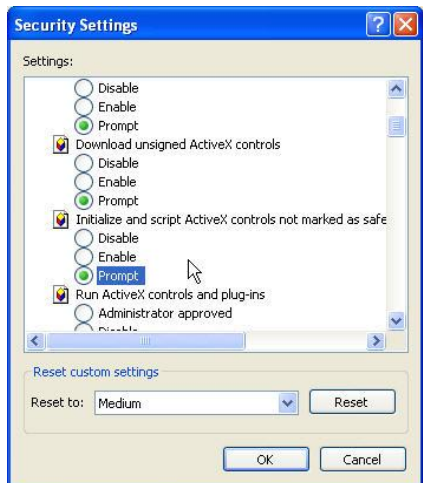 Security Settings
Settings:
Disable
Enable
Prompt
Download unsigned ActiveX controls
Disable
Enable
Prompt
Initialize and script ActiveX controls not marked as safe
Disable
Enable
Prompt
Run ActiveX controls and plug-ins
Administrator approved
Disable
Reset custom settings
Reset to: Medium Reset
OK Cancel